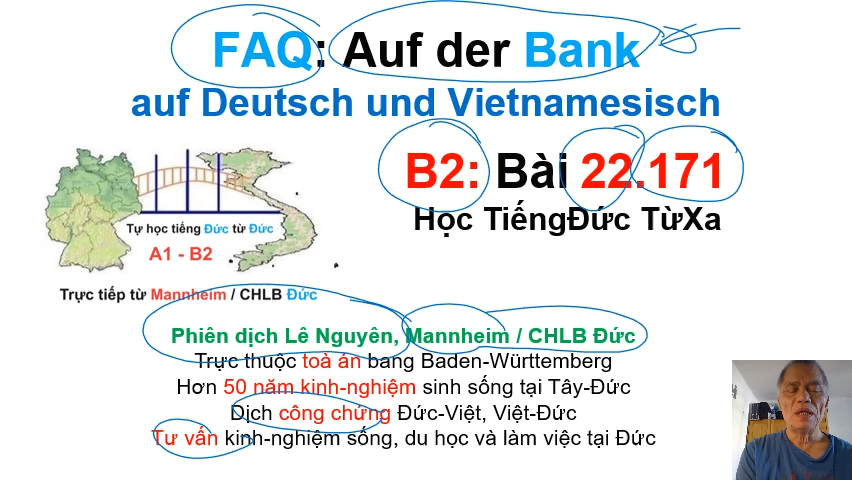 FAQ: Auf der Bank
auf Deutsch und Vietnamesisch
B2: Bài 22.171
Học TiếngĐức TừXa
Tự học tiếng Đức từ Đức
A1 - B2
Trực tiếp từ Mannheim / CHLB Đức
Phiên dịch Lê Nguyên, Mannheim / CHLB Đức
Trực thuộc toà án bang Baden-Württemberg
Hơn 50 năm kinh-nghiệm sinh sống tại Tây-Đức
Dịch công chứng Đức-Việt, Việt-Đức
Tư vấn kinh-nghiệm sống, du học và làm việc tại Đức